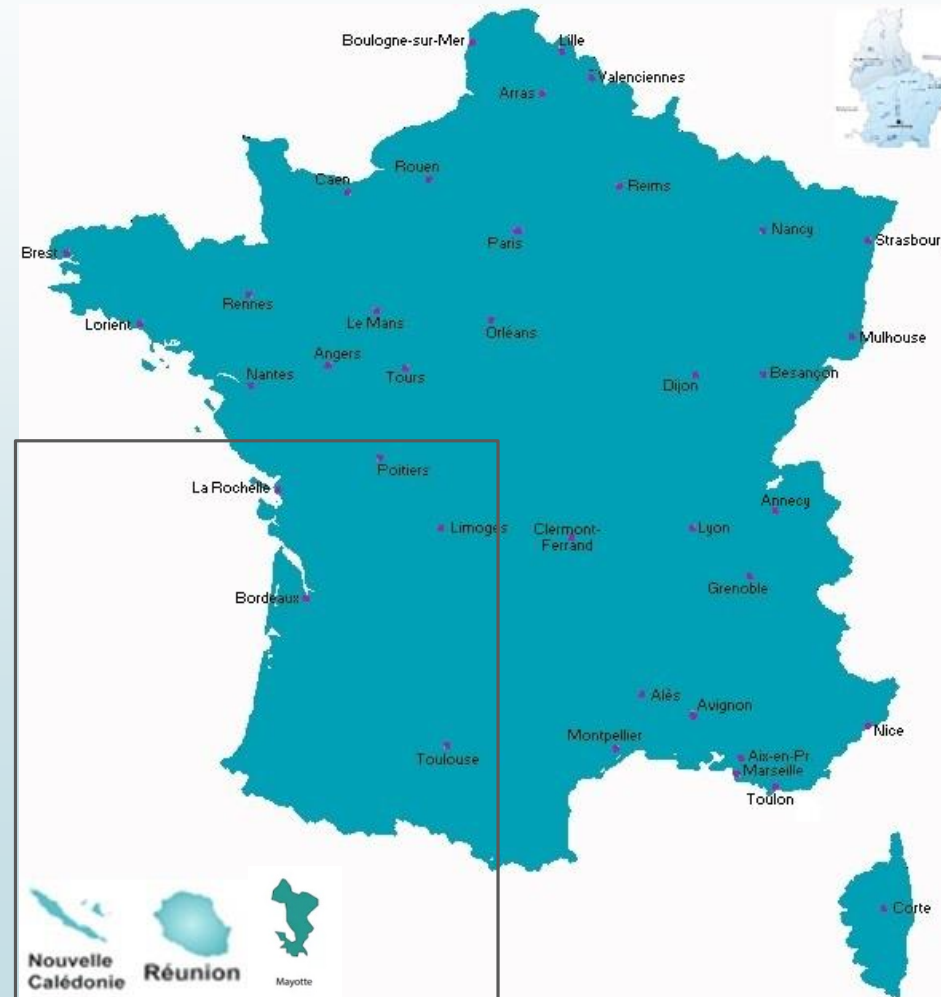 Boulogne-sur-Mer
Lille
Valenciennes
Arras
Rouen
Caen
Reims
Paris
Nancy
Strasbour
Brest
Rennes
Le Mans
Orléans
Lorient
Mulhouse
Angers
Nantes
Tours
Dijon
Besançon
Poitiers
La Rochelle
Annecy
Limoges
Clermont-
Ferrand
Lyon
Grenoble
Bordeaux
Alès
Avignon
Nice
Montpellier
Toulouse
Aix-en-Pr
Marseille
Toulon
Corte
Nouvelle
Calédonie
Réunion
Mayotte